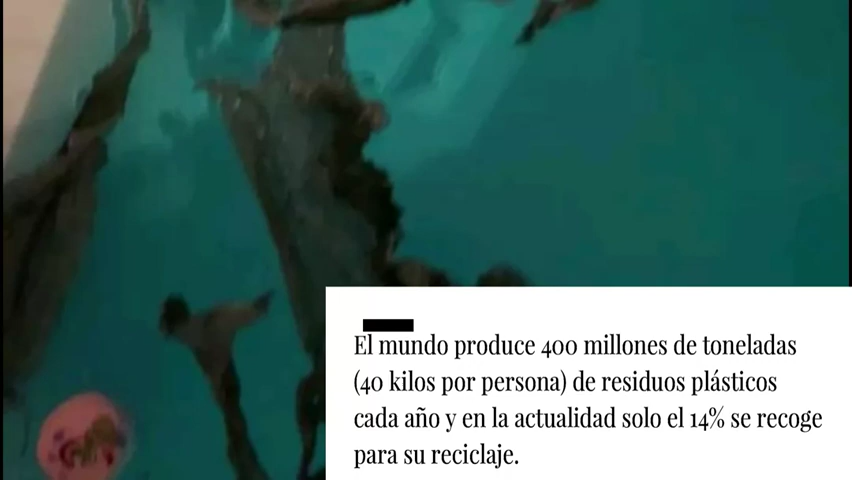 El mundo produce 400 millones de toneladas
(40 kilos por persona) de residuos plásticos
cada año y en la actualidad solo el 14% se recoge
para su reciclaje.